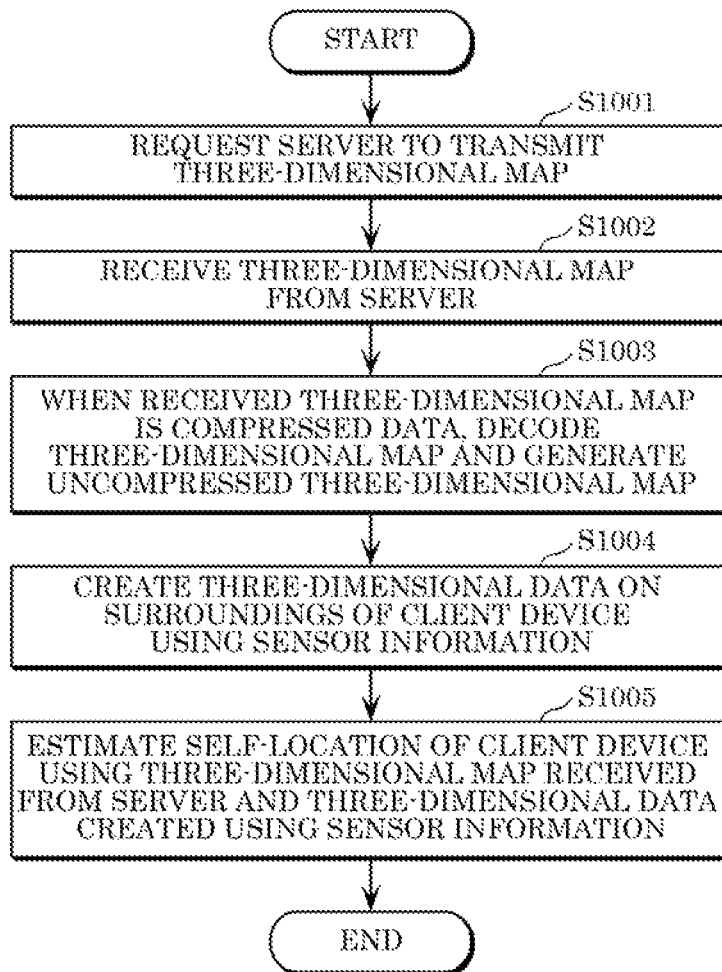 START
S1001
REQUEST SERVER TO TRANSMIT
THREE-DIMENSIONAL MAP
S1002
RECEIVE THREE-DIMENSIONAL MAP
FROM SERVER
S1003
WHEN RECEIVED THREE-DIMENSIONAL MAP
IS COMPRESSED DATA, DECODE
THREE-DIMENSIONAL MAP AND GENERATE
UNCOMPRESSED THREE-DIMENSIONAL MAP
S1004
CREATE THREE-DIMENSIONAL DATA ON
SURROUNDINGS OF CLIENT DEVICE
USING SENSOR INFORMATION
S1005
ESTIMATE SELF-LOCATION OF CLIENT DEVICE
USING THREE-DIMENSIONAL MAP RECEIVED
FROM SERVER AND THREE-DIMENSIONAL DATA
CREATED USING SENSOR INFORMATION
END